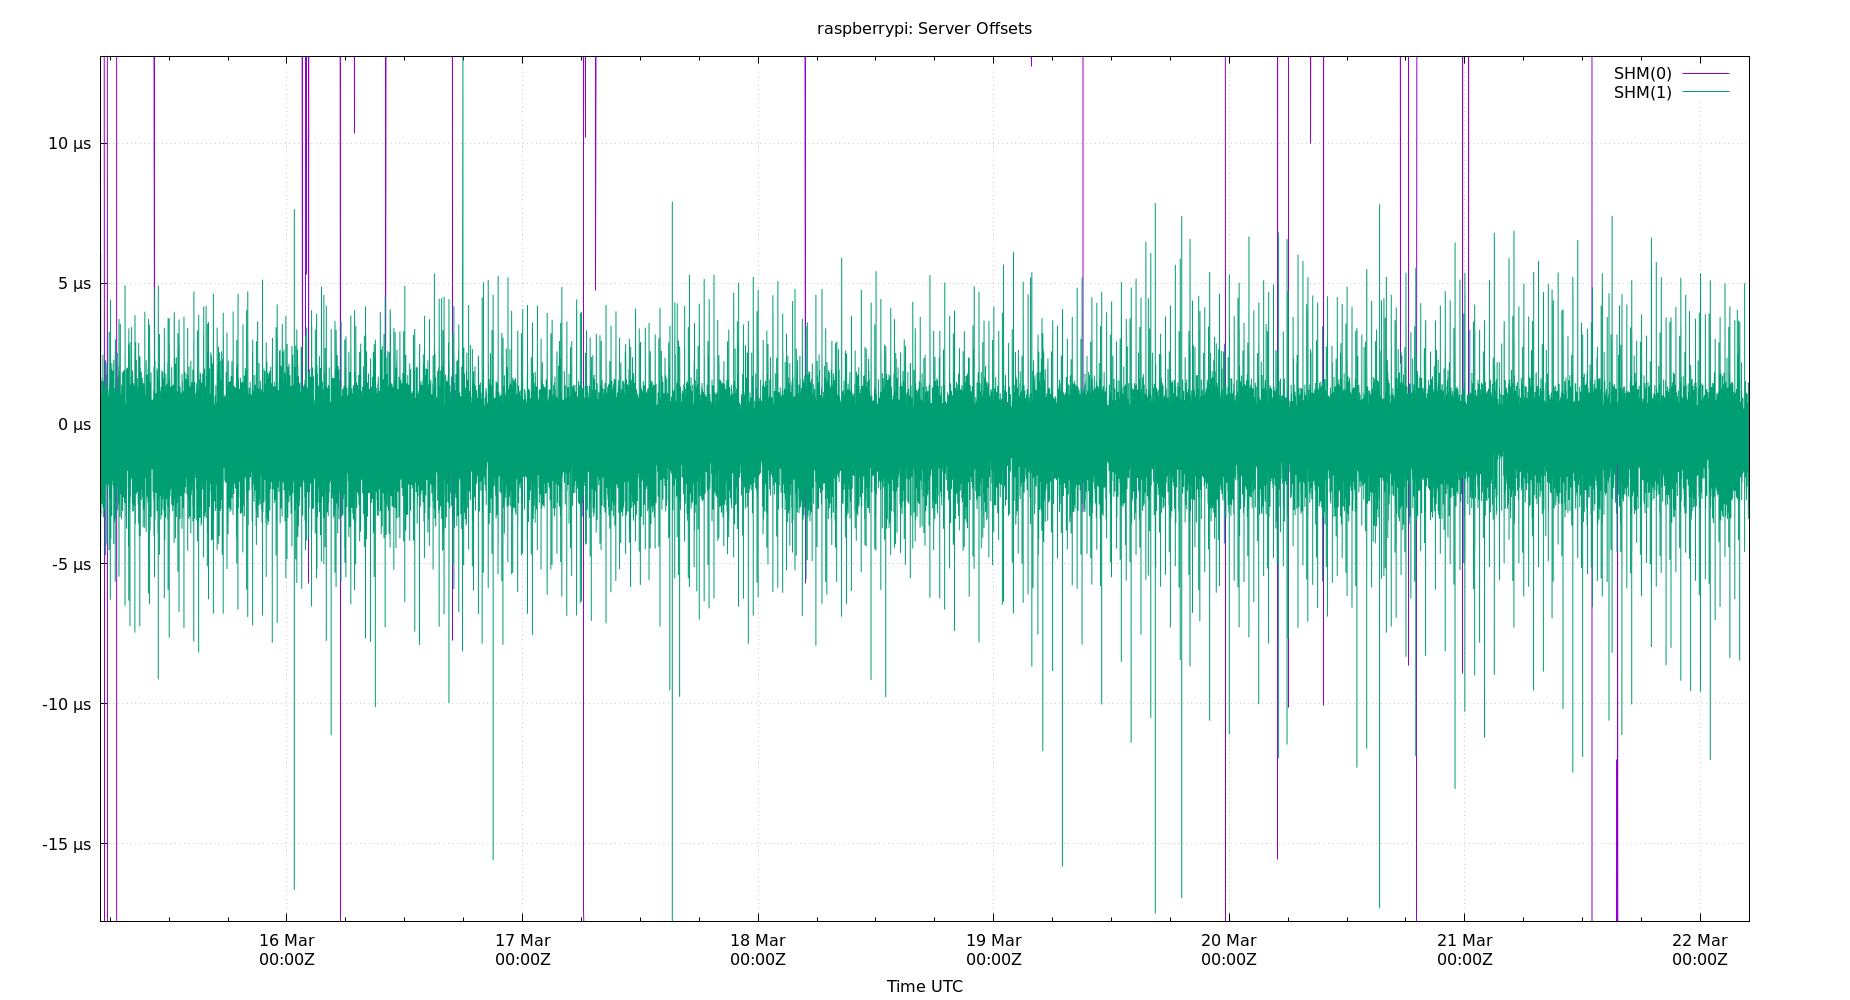 raspberrypi: Server Offsets
SHM(0)
SHM(1)
10 µs
5 µs
0 µs
-5 µs
-10 µs
-15 µs
16 Mar 17 Mar 18 Mar 19 Mar 20 Mar 21 Mar 22 Mar
00:00Z 00:00Z 00:00Z 00:00Z 00:00Z 00:00Z 00:00Z
Time UTC